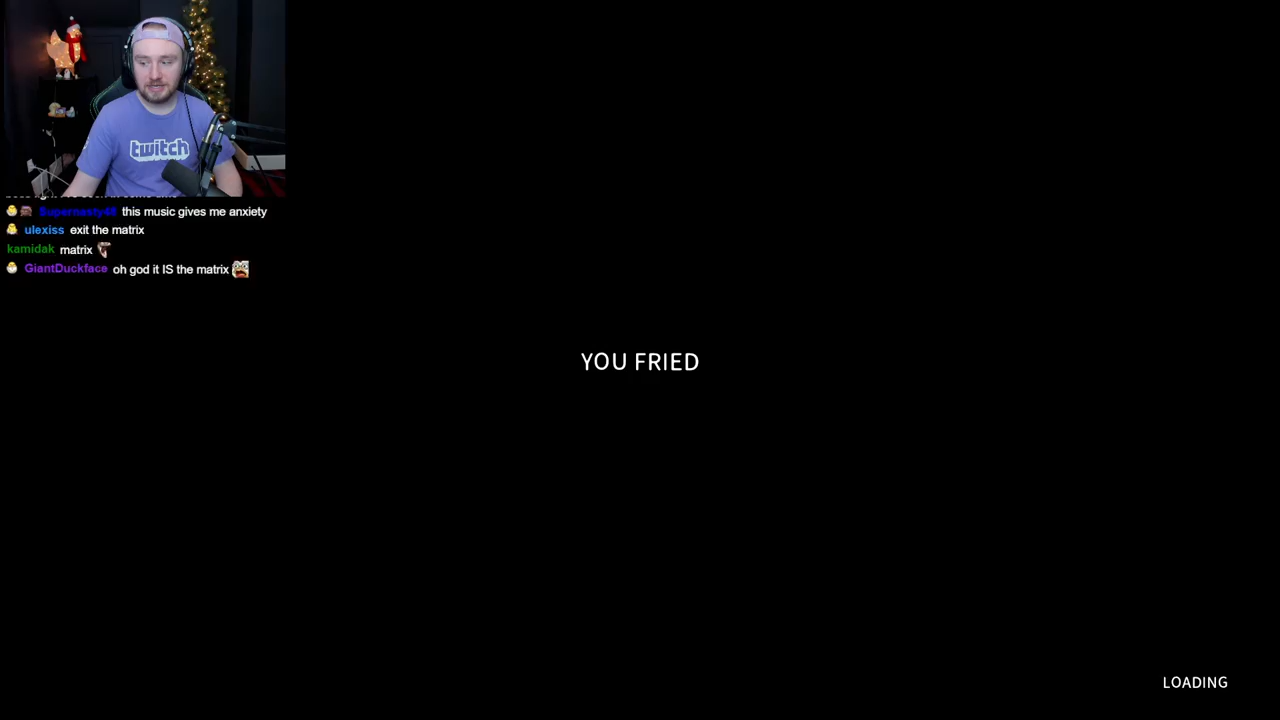 twitch
Supernasty48 this music gives me anxiety
ulexiss exit the matrix
kamidak matrix
GiantDuckface oh god it IS the matrix
YOU FRIED
LOADING